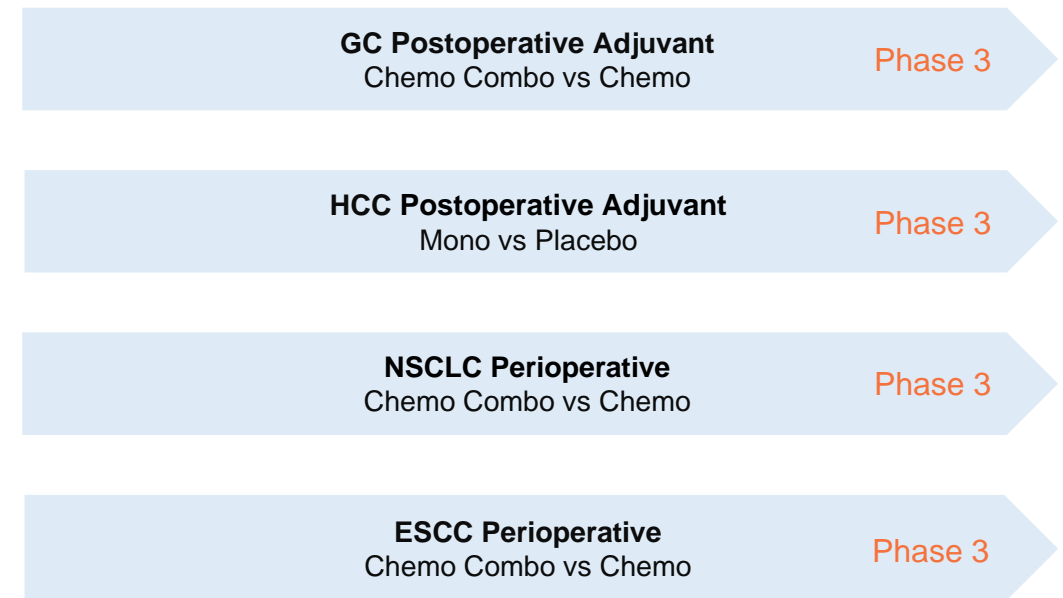 GC Postoperative Adjuvant
Chemo Combo vs Chemo
Phase 3
HCC Postoperative Adjuvant
Mono vs Placebo
Phase 3
NSCLC Perioperative
Chemo Combo vs Chemo
Phase 3
ESCC Perioperative
Chemo Combo vs Chemo
Phase 3